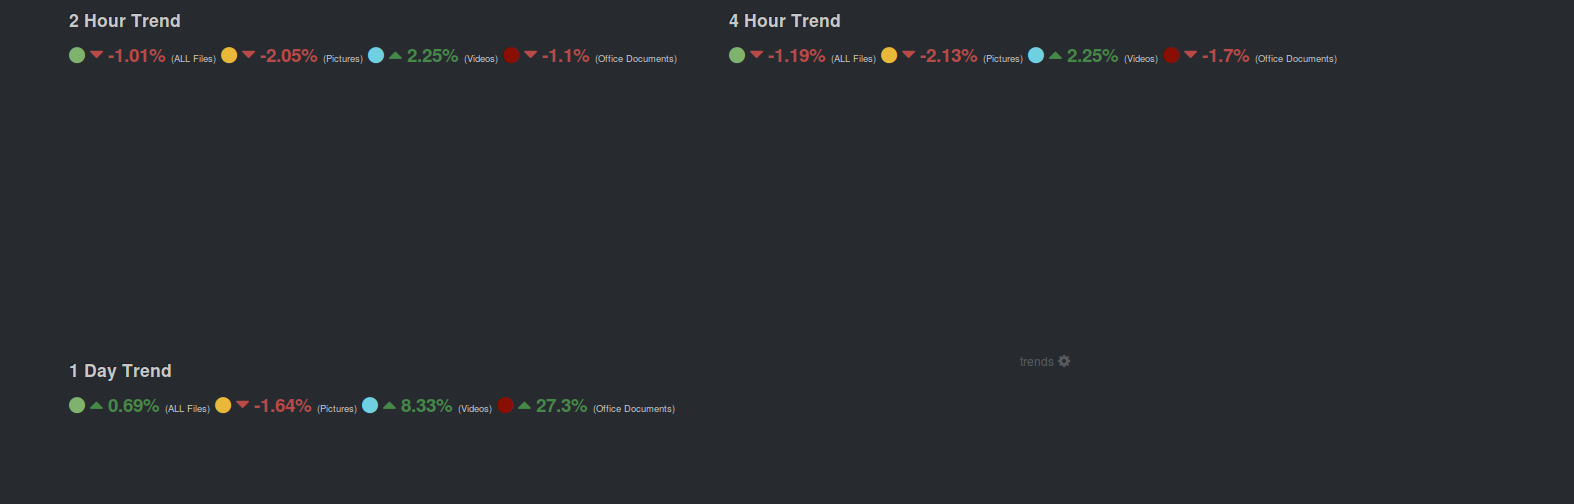 2 Hour Trend
-1.01% (ALL Files) -2.05% (Pictures) 2.25% (Videos) -1.1% (Office Documents)
4 Hour Trend
-1.19% (ALL Files) -2.13% (Pictures) 2.25% (Videos) -1.7% (Office Documents)
1 Day Trend
0.69% (ALL Files) -1.64% (Pictures) 8.33% (Videos) 27.3% (Office Documents)
trends